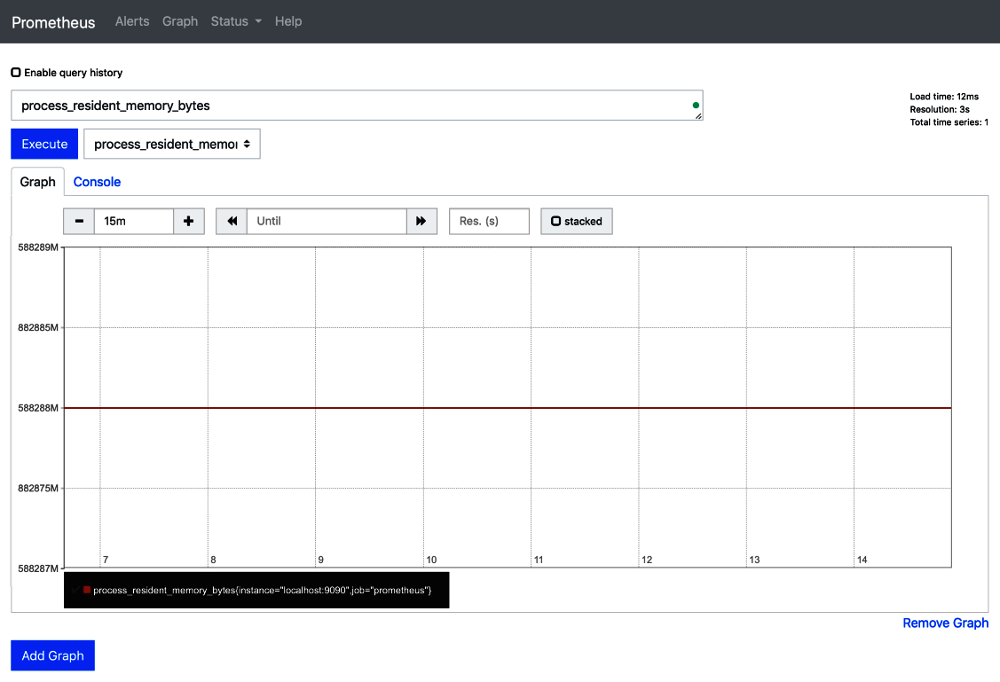 Prometheus Alerts Graph Status Help
Enable query history
process_resident_memory_bytes
Load time: 12ms
Resolution: 3s
Total time series: 1
Execute process_resident_memor
Graph Console
15m Until Res. (s) stacked
588289M
882885M
588288M
882875M
588287M
7 8 9 10 11 12 13 14
process_resident_memory_bytes{instance="localhost:9090",job="prometheus"}
Remove Graph
Add Graph